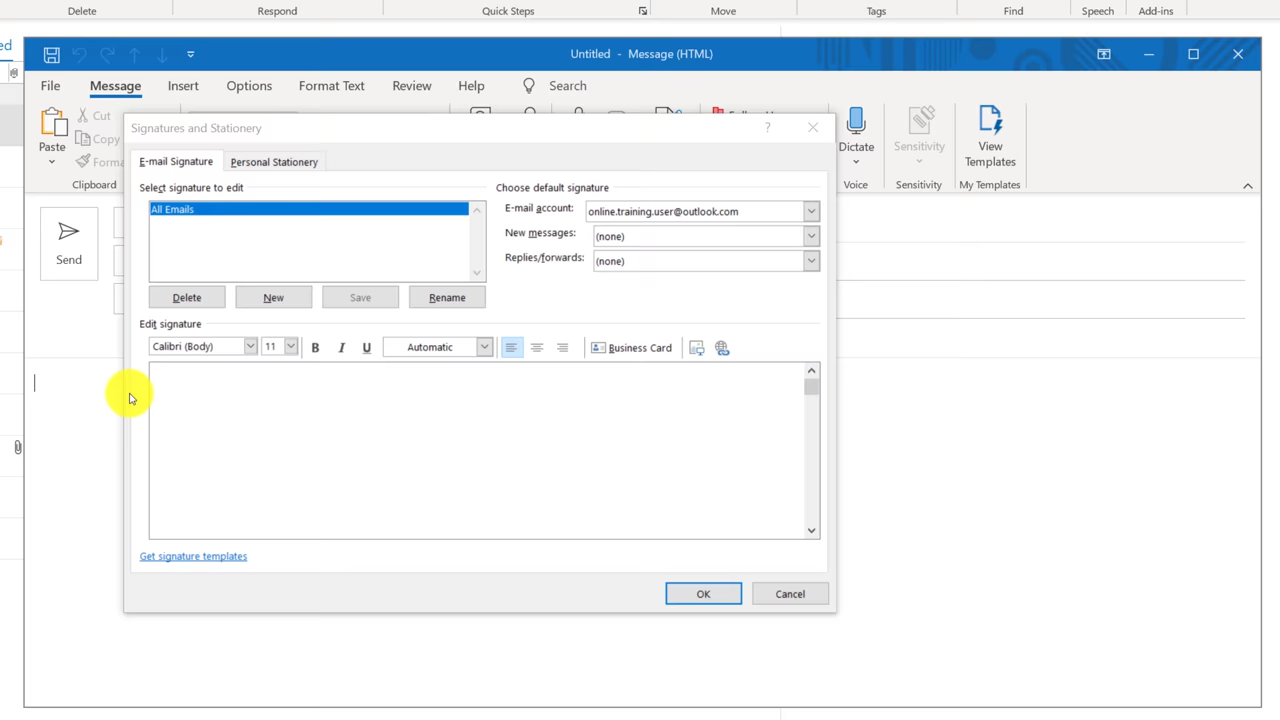 Delete Respond Quick Steps Move Tags Find Speech Add-ins
Untitled - Message (HTML)
ed
File Message Insert Options Format Text Review Help Search
Paste
Cut
Copy
Forma
Clipboard
Dictate
Voice
Sensitivity
Sensitivity
View
Templates
My Templates
Send
Signatures and Stationery ?
E-mail Signature Personal Stationery
Select signature to edit
All Emails
Delete New Save Rename
Choose default signature
E-mail account: online.training.user@outlook.com
New messages: (none)
Replies/forwards: (none)
Edit signature
Calibri (Body) 11 B I U Automatic Business Card
Get signature templates
OK Cancel